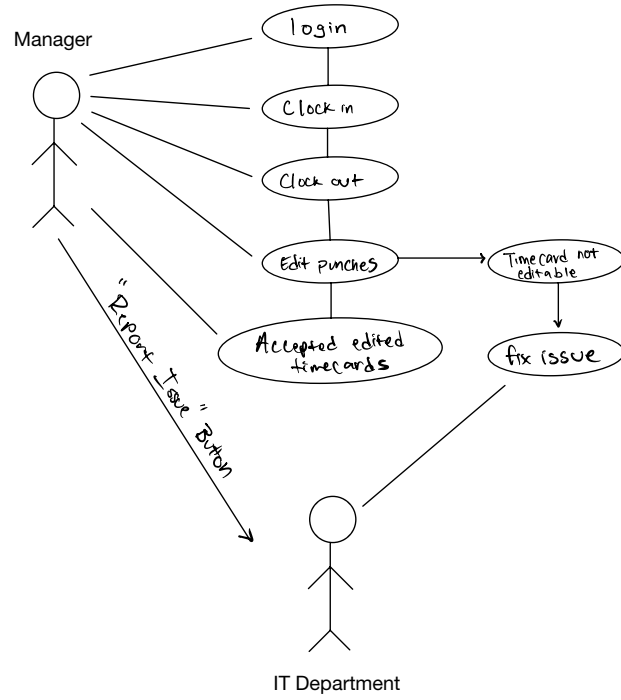 Manager
login
Clock in
Clock out
Edit punches
Timecard not
editable
Accepted edited
timecards
fix issue
"Report Issue" Button
IT Department